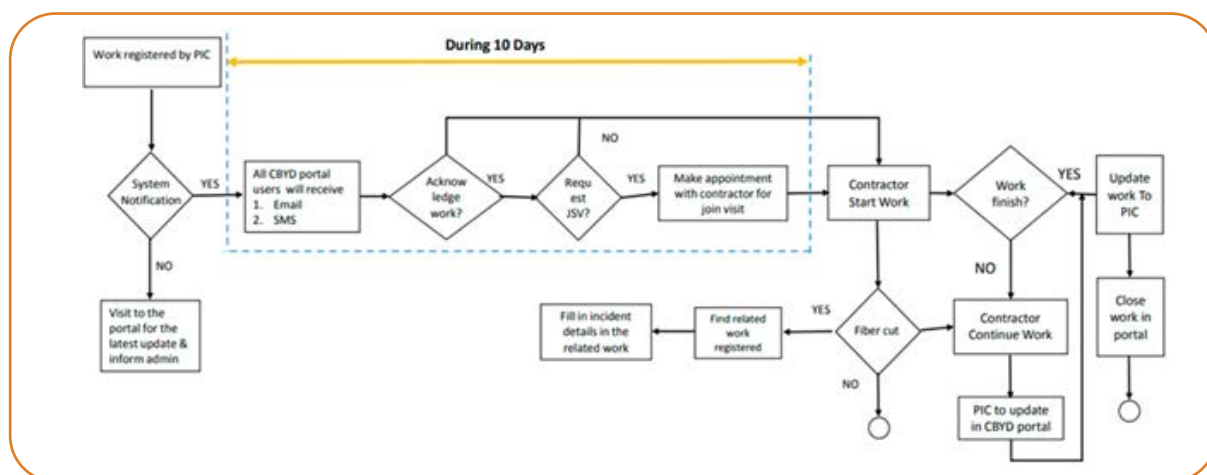 During 10 Days
Work registered by PIC
System
Notification
YES
NO
Visit to the
portal for the
latest update &
inform admin
All CBYD portal
users will receive
1. Email
2. SMS
Acknow
ledge
work?
YES
NO
Requ
est
JSV?
YES
Make appointment
with contractor for
join visit
Contractor
Start Work
Work
finish?
YES
Update
work To
PIC
NO
Close
work in
portal
Fill in incident
details in the
related work
Find related
work
registered
YES
Fiber cut
NO
Contractor
Continue Work
PIC to update
in CBYD portal